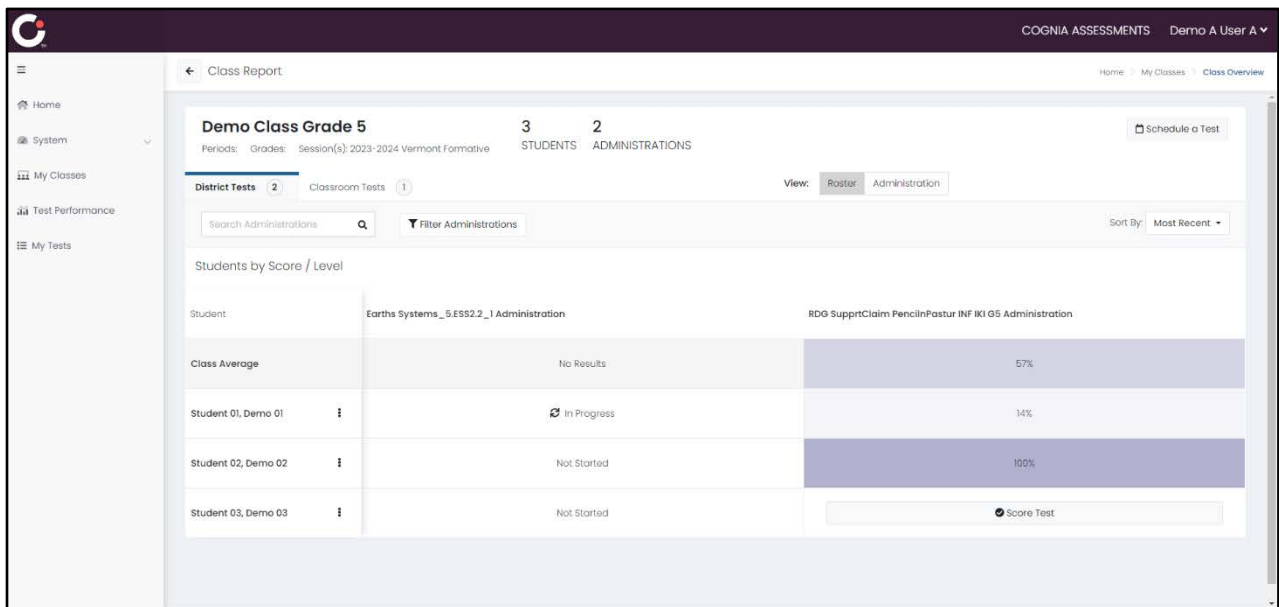 COGNIA ASSESSMENTS Demo A User A
Class Report
Home > My Classes > Class Overview
Home
System
My Classes
Test Performance
My Tests
Demo Class Grade 5
Periods: Grades: Session(s): 2023-2024 Vermont Formative
3 STUDENTS
2 ADMINISTRATIONS
Schedule a Test
District Tests 2
Classroom Tests 1
View: Roster Administration
Search Administrations
Filter Administrations
Sort By: Most Recent
Students by Score / Level
Student Earths Systems_5.ESS2.2_1 Administration RDG SupprtClaim PencilnPastur INF IKI G5 Administration
Class Average No Results 57%
Student 01, Demo 01 In Progress 14%
Student 02, Demo 02 Not Started 100%
Student 03, Demo 03 Not Started Score Test